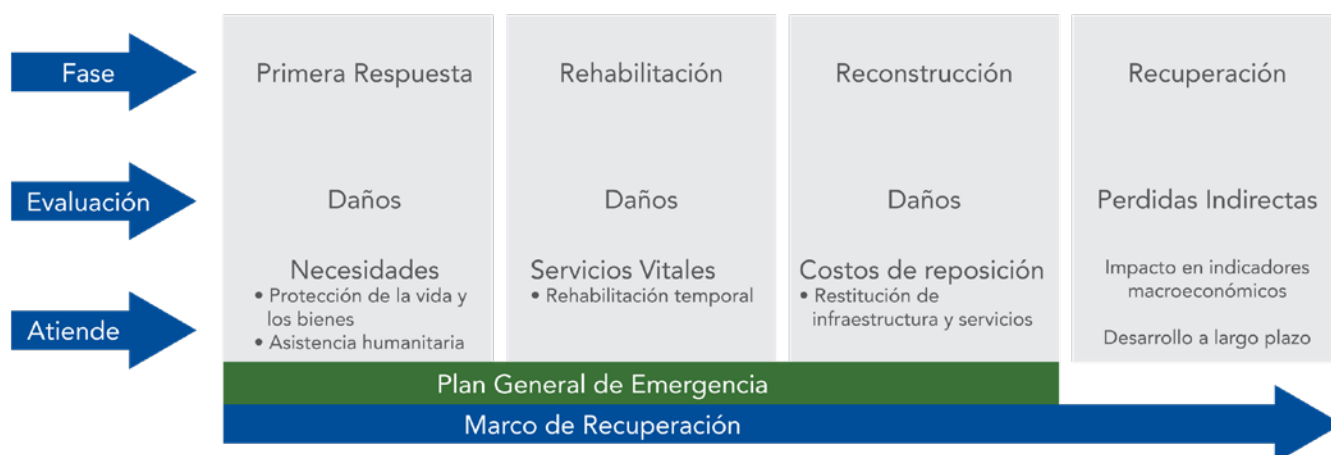 Fase
Primera Respuesta
Rehabilitación
Reconstrucción
Recuperación
Evaluación
Daños
Daños
Daños
Perdidas Indirectas
Atiende
Necesidades
• Protección de la vida y
los bienes
• Asistencia humanitaria
Servicios Vitales
• Rehabilitación temporal
Costos de reposición
• Restitución de
infraestructura y servicios
Impacto en indicadores
macroeconómicos
Desarrollo a largo plazo
Plan General de Emergencia
Marco de Recuperación